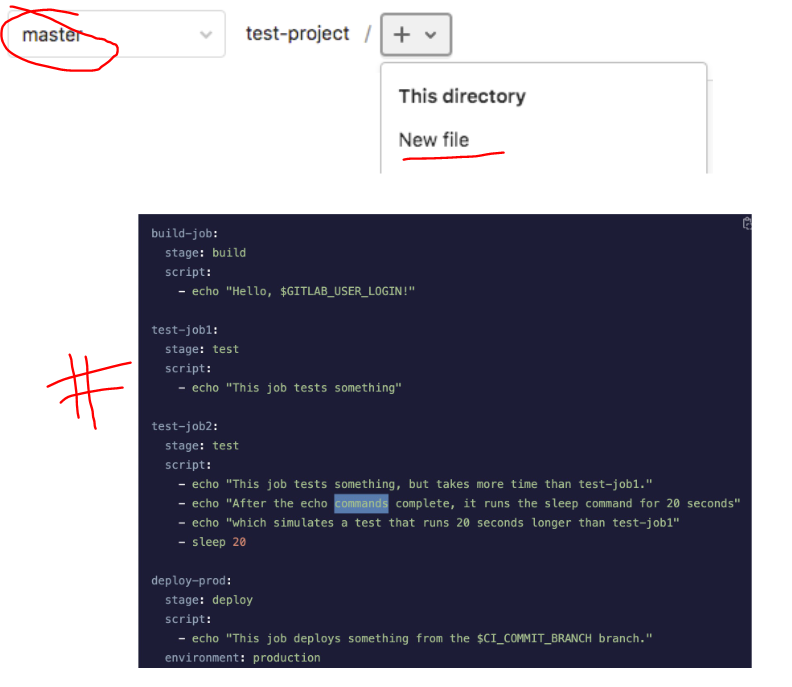 master test-project / +
This directory
New file
build-job:
  stage: build
  script:
    - echo "Hello, $GITLAB_USER_LOGIN!"
test-job1:
  stage: test
  script:
    - echo "This job tests something"
#
test-job2:
  stage: test
  script:
    - echo "This job tests something, but takes more time than test-job1."
    - echo "After the echo commands complete, it runs the sleep command for 20 seconds"
    - echo "which simulates a test that runs 20 seconds longer than test-job1"
    - sleep 20
deploy-prod:
  stage: deploy
  script:
    - echo "This job deploys something from the $CI_COMMIT_BRANCH branch."
  environment: production